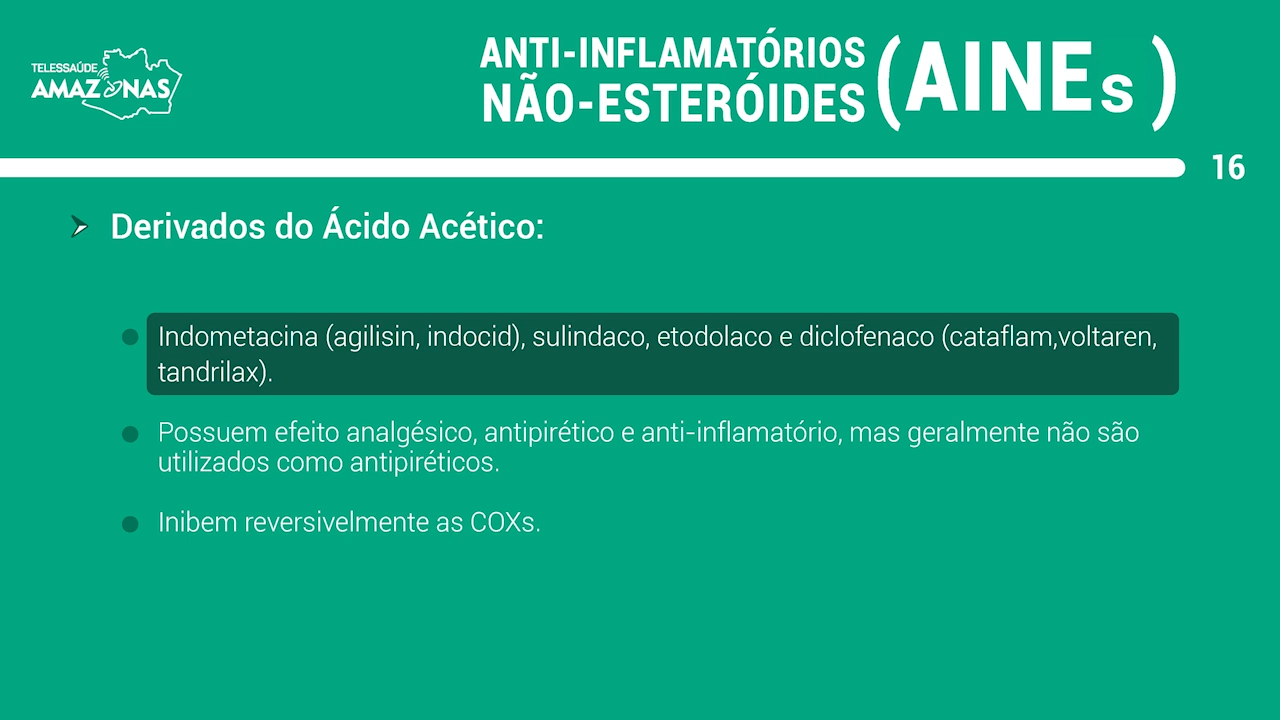 TELESSAÚDE
AMAZONAS
ANTI-INFLAMATÓRIOS
NÃO-ESTERÓIDES (AINEs)
16
Derivados do Ácido Acético:
Indometacina (agilisin, indocid), sulindaco, etodolaco e diclofenaco (cataflam,voltaren,
tandrilax).
Possuem efeito analgésico, antipirético e anti-inflamatório, mas geralmente não são
utilizados como antipiréticos.
Inibem reversivelmente as COXs.